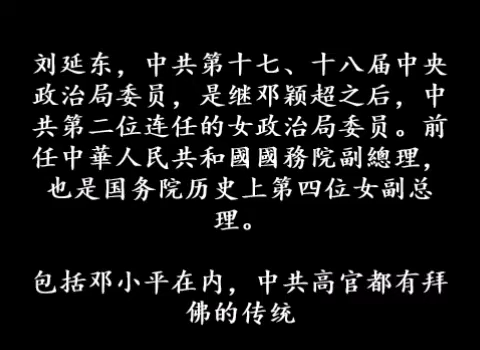 刘延东，中共第十七、十八届中央
政治局委员，是继邓颖超之后，中
共第二位连任的女政治局委员。前
任中華人民共和國國務院副總理，
也是国务院历史上第四位女副总
理。
包括邓小平在内，中共高官都有拜
佛的传统